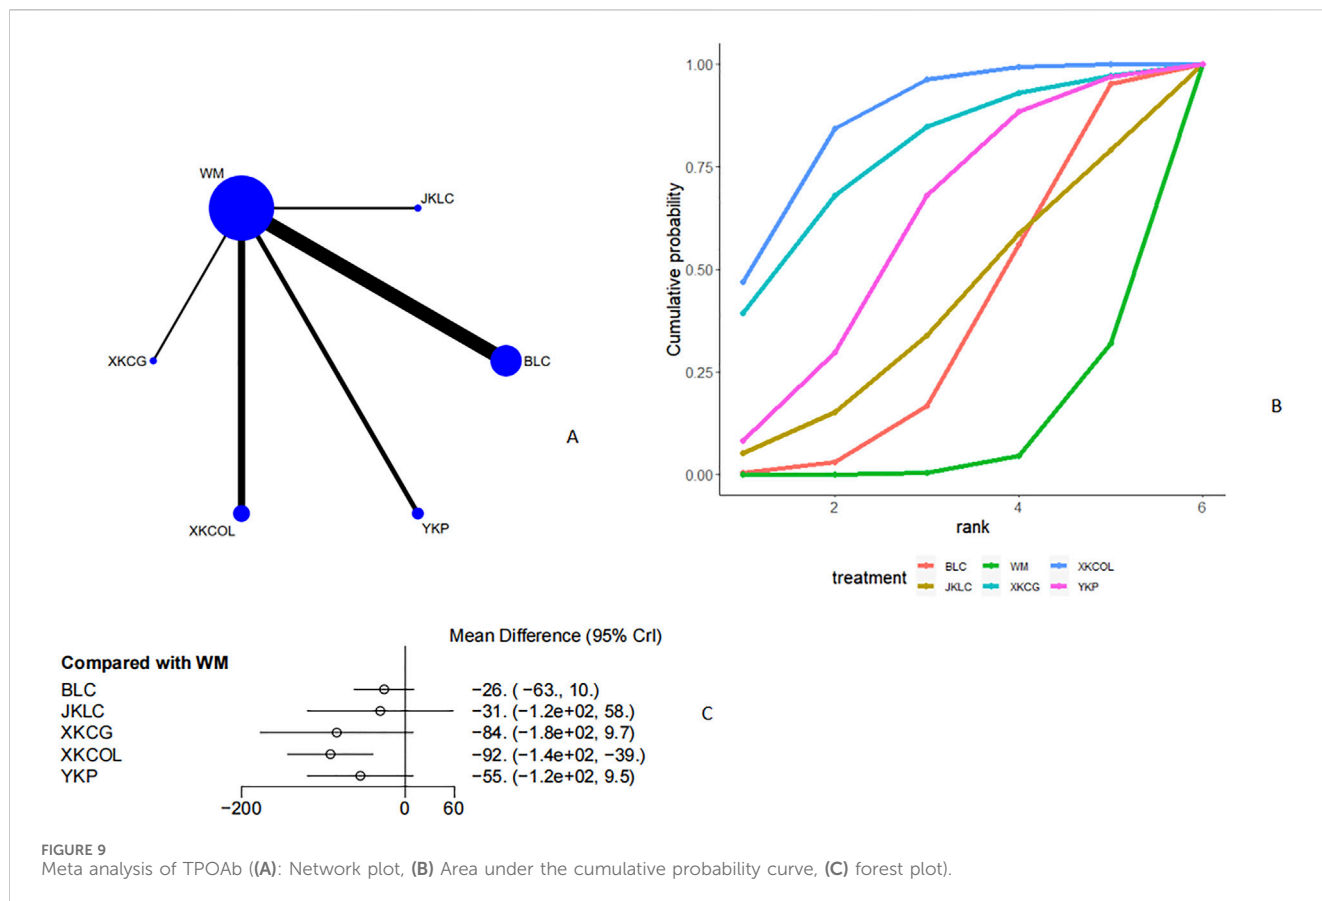 WM
JKLC
XKCG
BLC
A
XKCOL
YKP
1.00
0.75
0.50
0.25
0.00
Cumulative probability
2
4
6
rank
B
treatment
BLC
WM
XKCOL
JKLC
XKCG
YKP
Mean Difference (95% CrI)
Compared with WM
BLC −26. ( −63., 10.)
JKLC −31. (−1.2e+02, 58.)
XKCG −84. (−1.8e+02, 9.7)
XKCOL −92. (−1.4e+02, −39.)
YKP −55. (−1.2e+02, 9.5)
−200 0 60
C
FIGURE 9
Meta analysis of TPOAb ((A): Network plot, (B) Area under the cumulative probability curve, (C) forest plot).